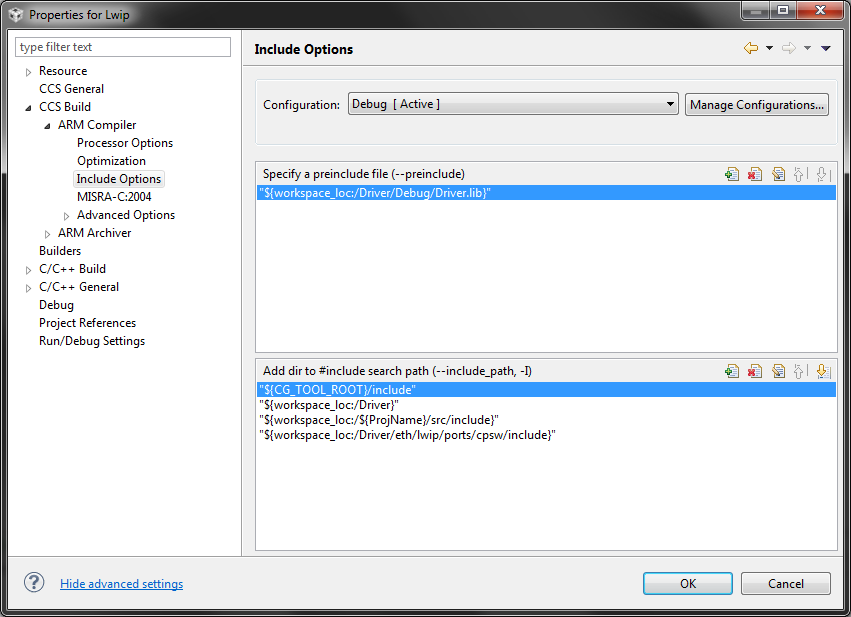 Properties for Lwip
type filter text
Resource
CCS General
CCS Build
ARM Compiler
Processor Options
Optimization
Include Options
MISRA-C:2004
Advanced Options
ARM Archiver
Builders
C/C++ Build
C/C++ General
Debug
Project References
Run/Debug Settings
Include Options
Configuration:
Debug [ Active ]
Manage Configurations...
Specify a preinclude file (--preinclude)
"${workspace_loc:/Driver/Debug/Driver.lib}"
Add dir to #include search path (--include_path, -I)
"${CG_TOOL_ROOT}/include"
"${workspace_loc:/Driver}"
"${workspace_loc:/${ProjName}/src/include}"
"${workspace_loc:/Driver/eth/lwip/ports/cpsw/include}"
?
Hide advanced settings
OK
Cancel